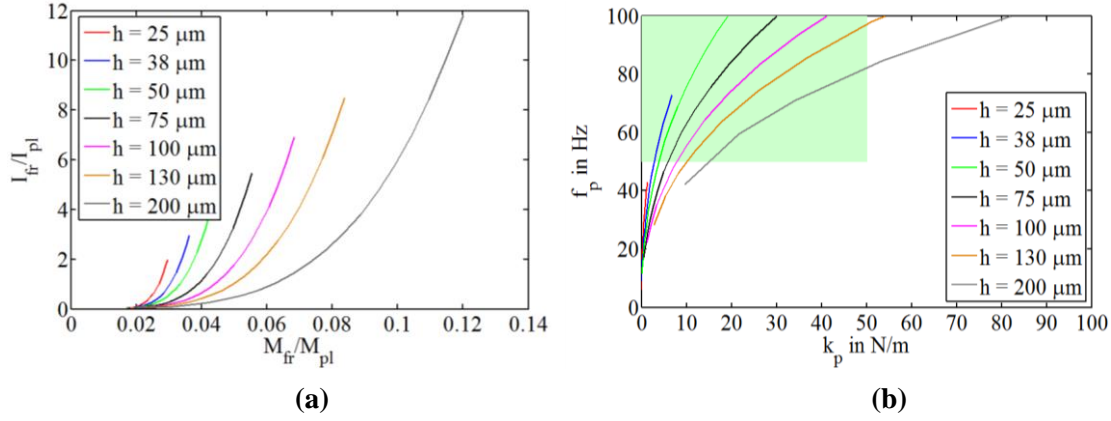 12
10
8
6
4
2
0
I_fr/I_pl
h = 25 μm
h = 38 μm
h = 50 μm
h = 75 μm
h = 100 μm
h = 130 μm
h = 200 μm
0 0.02 0.04 0.06 0.08 0.1 0.12 0.14
M_fr/M_pl
(a)
100
80
60
40
20
0
f_p in Hz
h = 25 μm
h = 38 μm
h = 50 μm
h = 75 μm
h = 100 μm
h = 130 μm
h = 200 μm
0 10 20 30 40 50 60 70 80 90 100
k_p in N/m
(b)